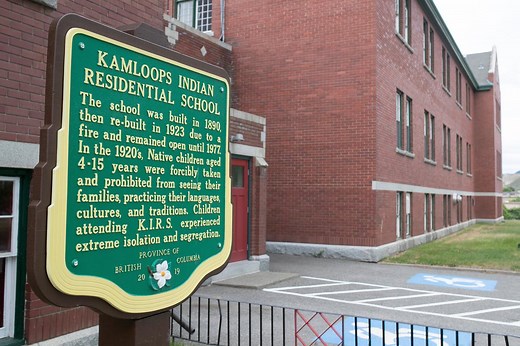 KAMLOOPS INDIAN
RESIDENTIAL SCHOOL
The school was built in 1890,
then re-built in 1923 due to a
fire and remained open until 1977.
In the 1920's, Native children aged
4-15 years were forcibly taken
and prohibited from seeing their
families, practicing their languages,
cultures, and traditions. Children
attending K.I.R.S. experienced
extreme isolation and segregation.
PROVINCE OF
BRITISH COLUMBIA
20 19